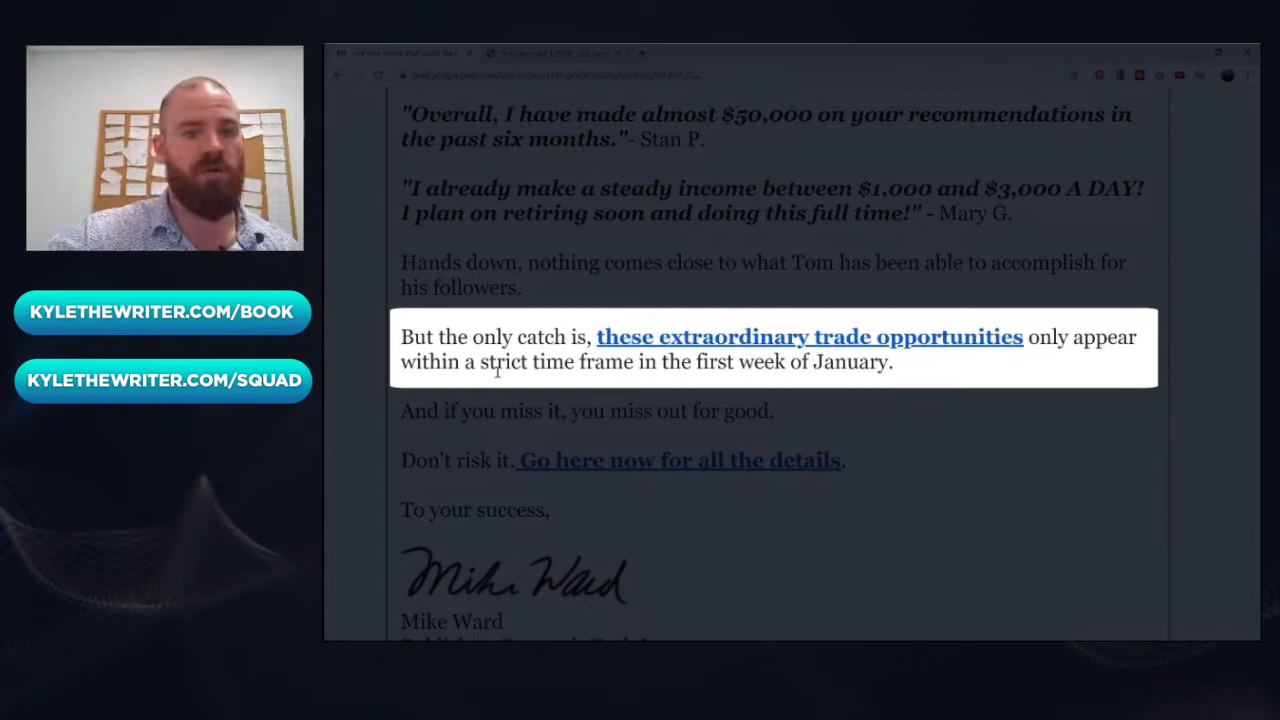 "Overall, I have made almost $50,000 on your recommendations in
the past six months."- Stan P.
"I already make a steady income between $1,000 and $3,000 A DAY!
I plan on retiring soon and doing this full time!" - Mary G.
Hands down, nothing comes close to what Tom has been able to accomplish for
his followers.
KYLETHEWRITER.COM/BOOK
But the only catch is, these extraordinary trade opportunities only appear
within a strict time frame in the first week of January.
KYLETHEWRITER.COM/SQUAD
And if you miss it, you miss out for good.
Don't risk it. Go here now for all the details.
To your success,
Mike Ward
Mike Ward